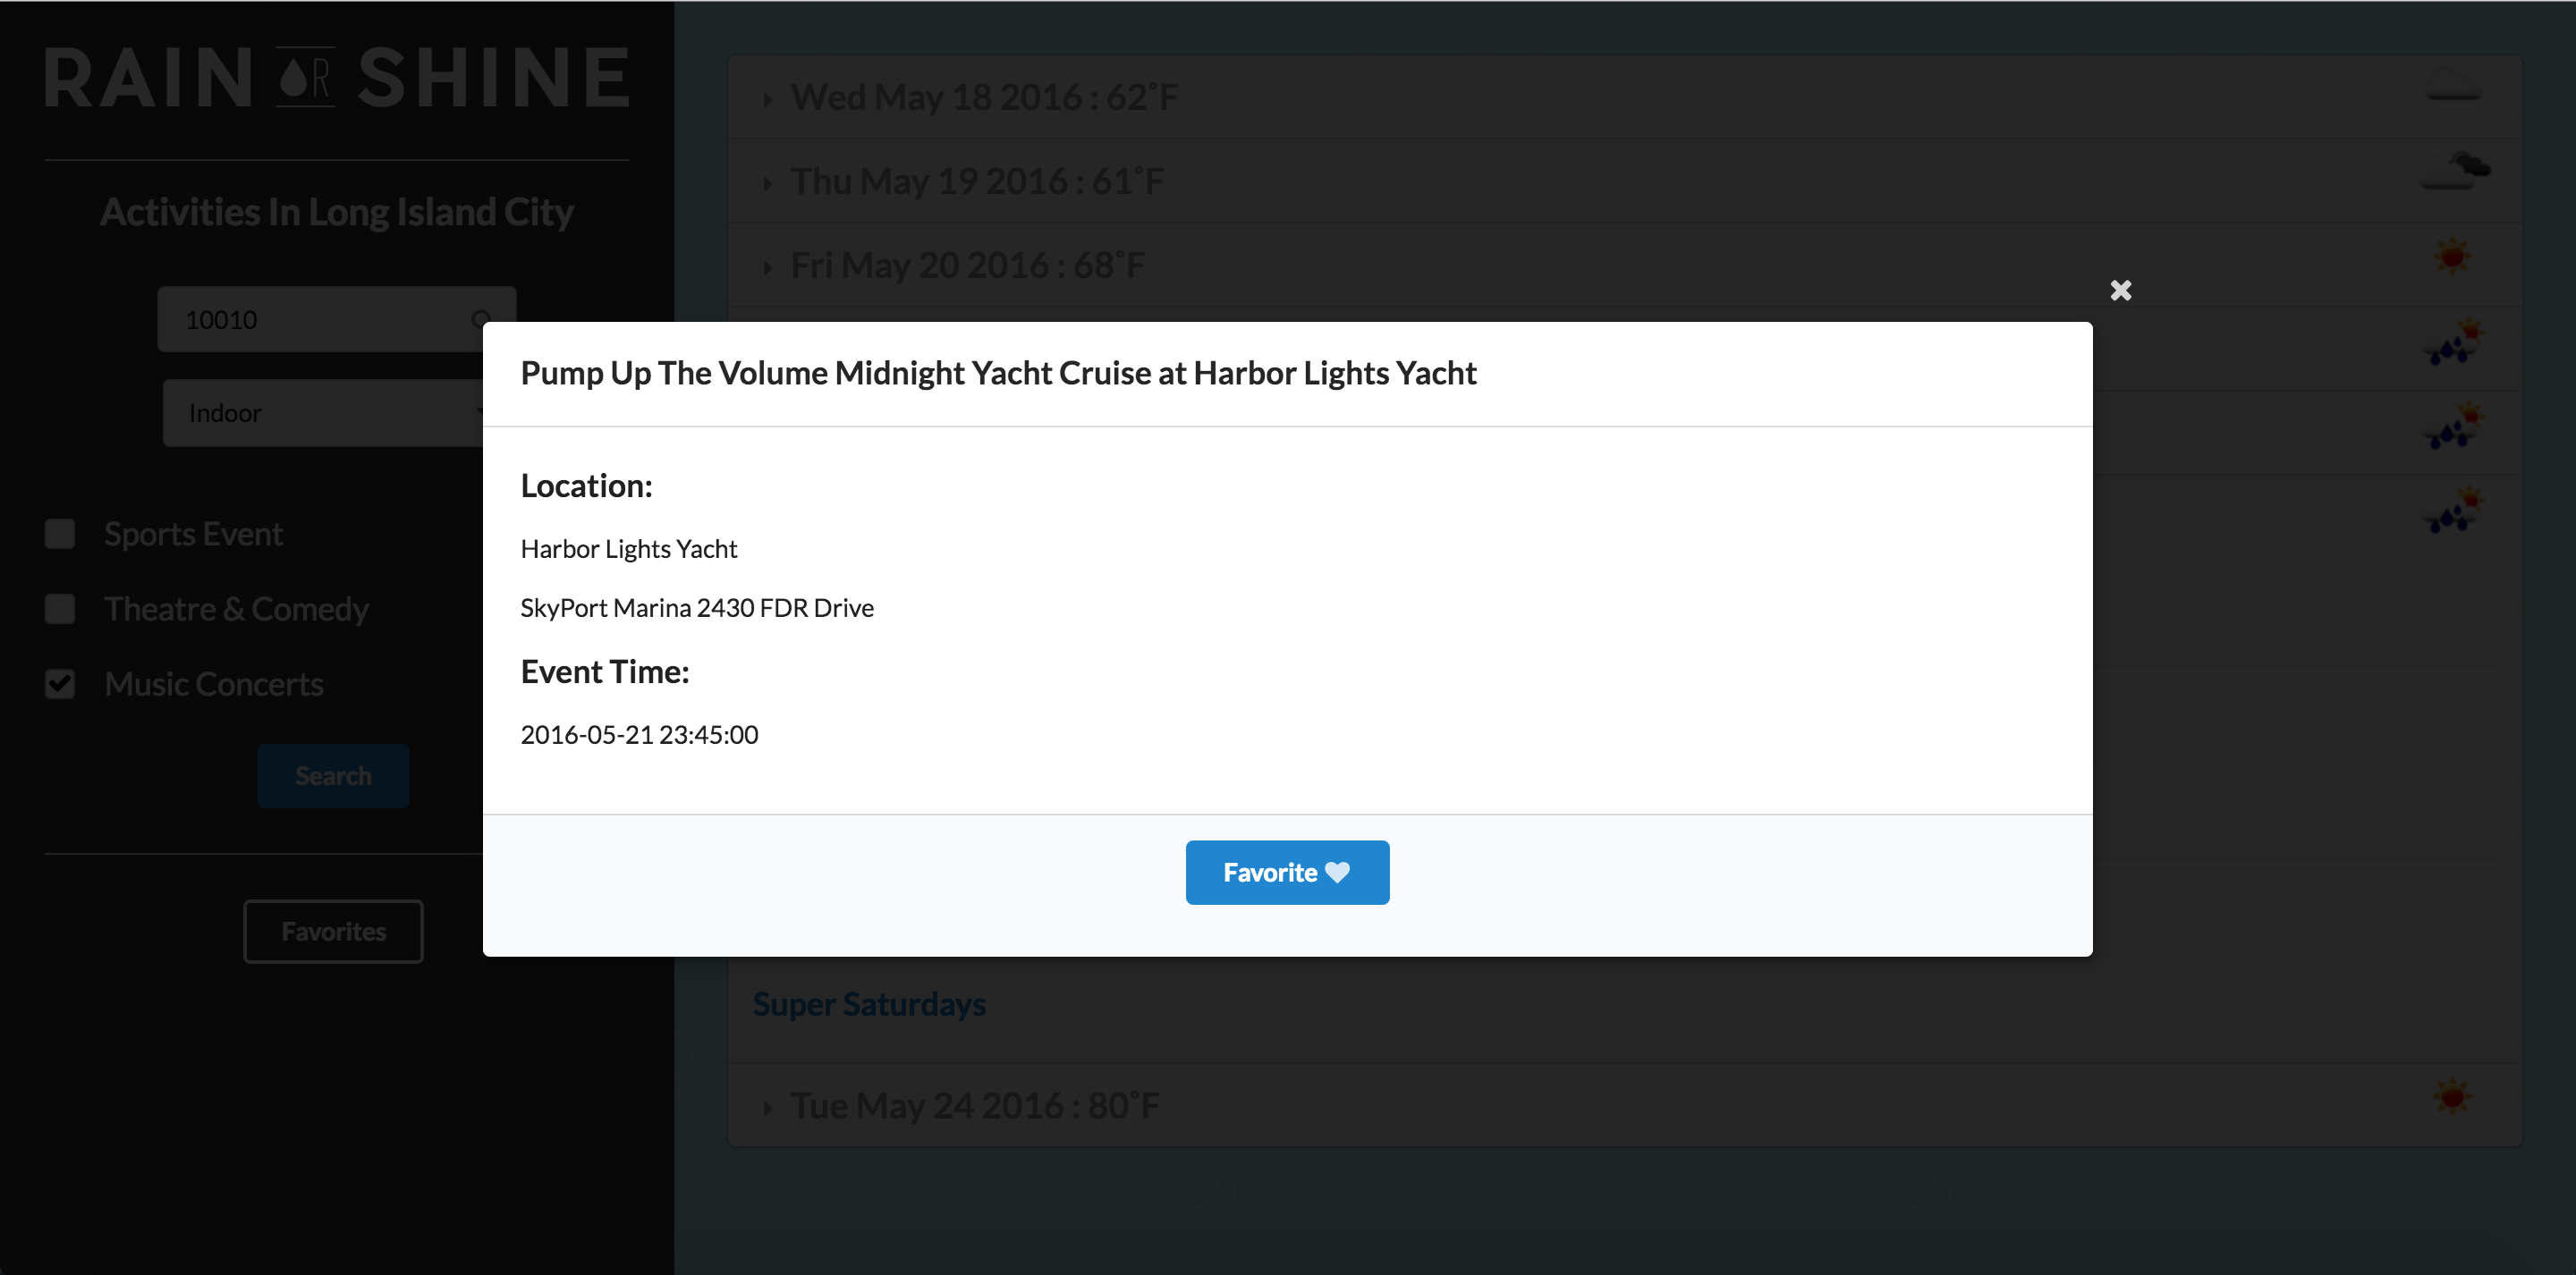 RAIN OR SHINE
Activities In Long Island City
10010
Indoor
Sports Event
Theatre & Comedy
Music Concerts
Search
Favorites
Wed May 18 2016 : 62˚F
Thu May 19 2016 : 61˚F
Fri May 20 2016 : 68˚F
Pump Up The Volume Midnight Yacht Cruise at Harbor Lights Yacht
Location:
Harbor Lights Yacht
SkyPort Marina 2430 FDR Drive
Event Time:
2016-05-21 23:45:00
Favorite
Super Saturdays
Tue May 24 2016 : 80˚F